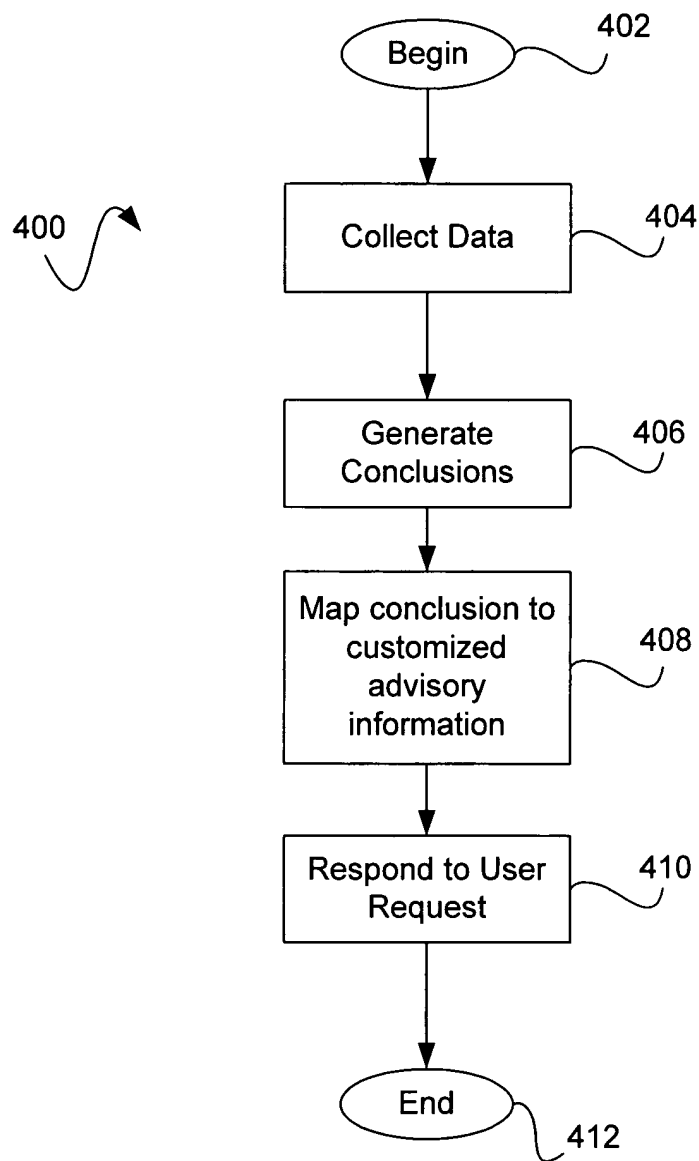 Begin
402
400
Collect Data
404
Generate
Conclusions
406
Map conclusion to
customized
advisory
information
408
Respond to User
Request
410
End
412